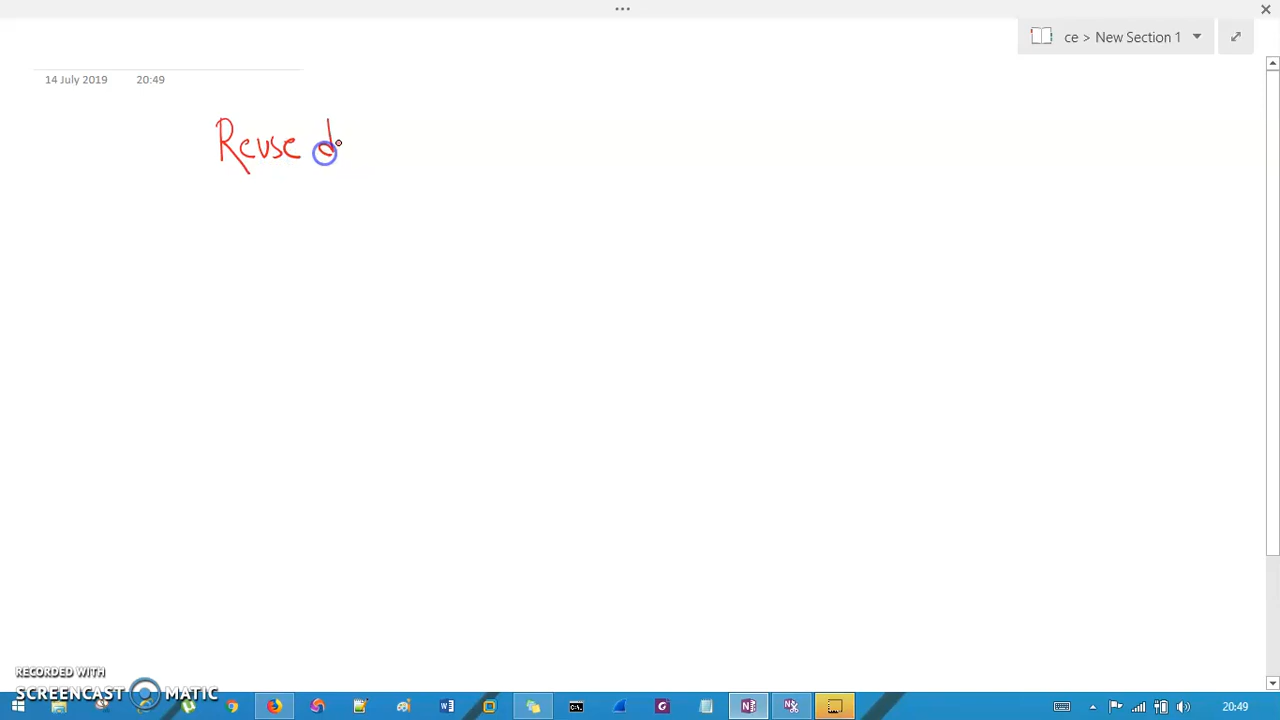 ce > New Section 1
14 July 2019 20:49
Reuse d
RECORDED WITH
SCREENCAST MATIC
20:49